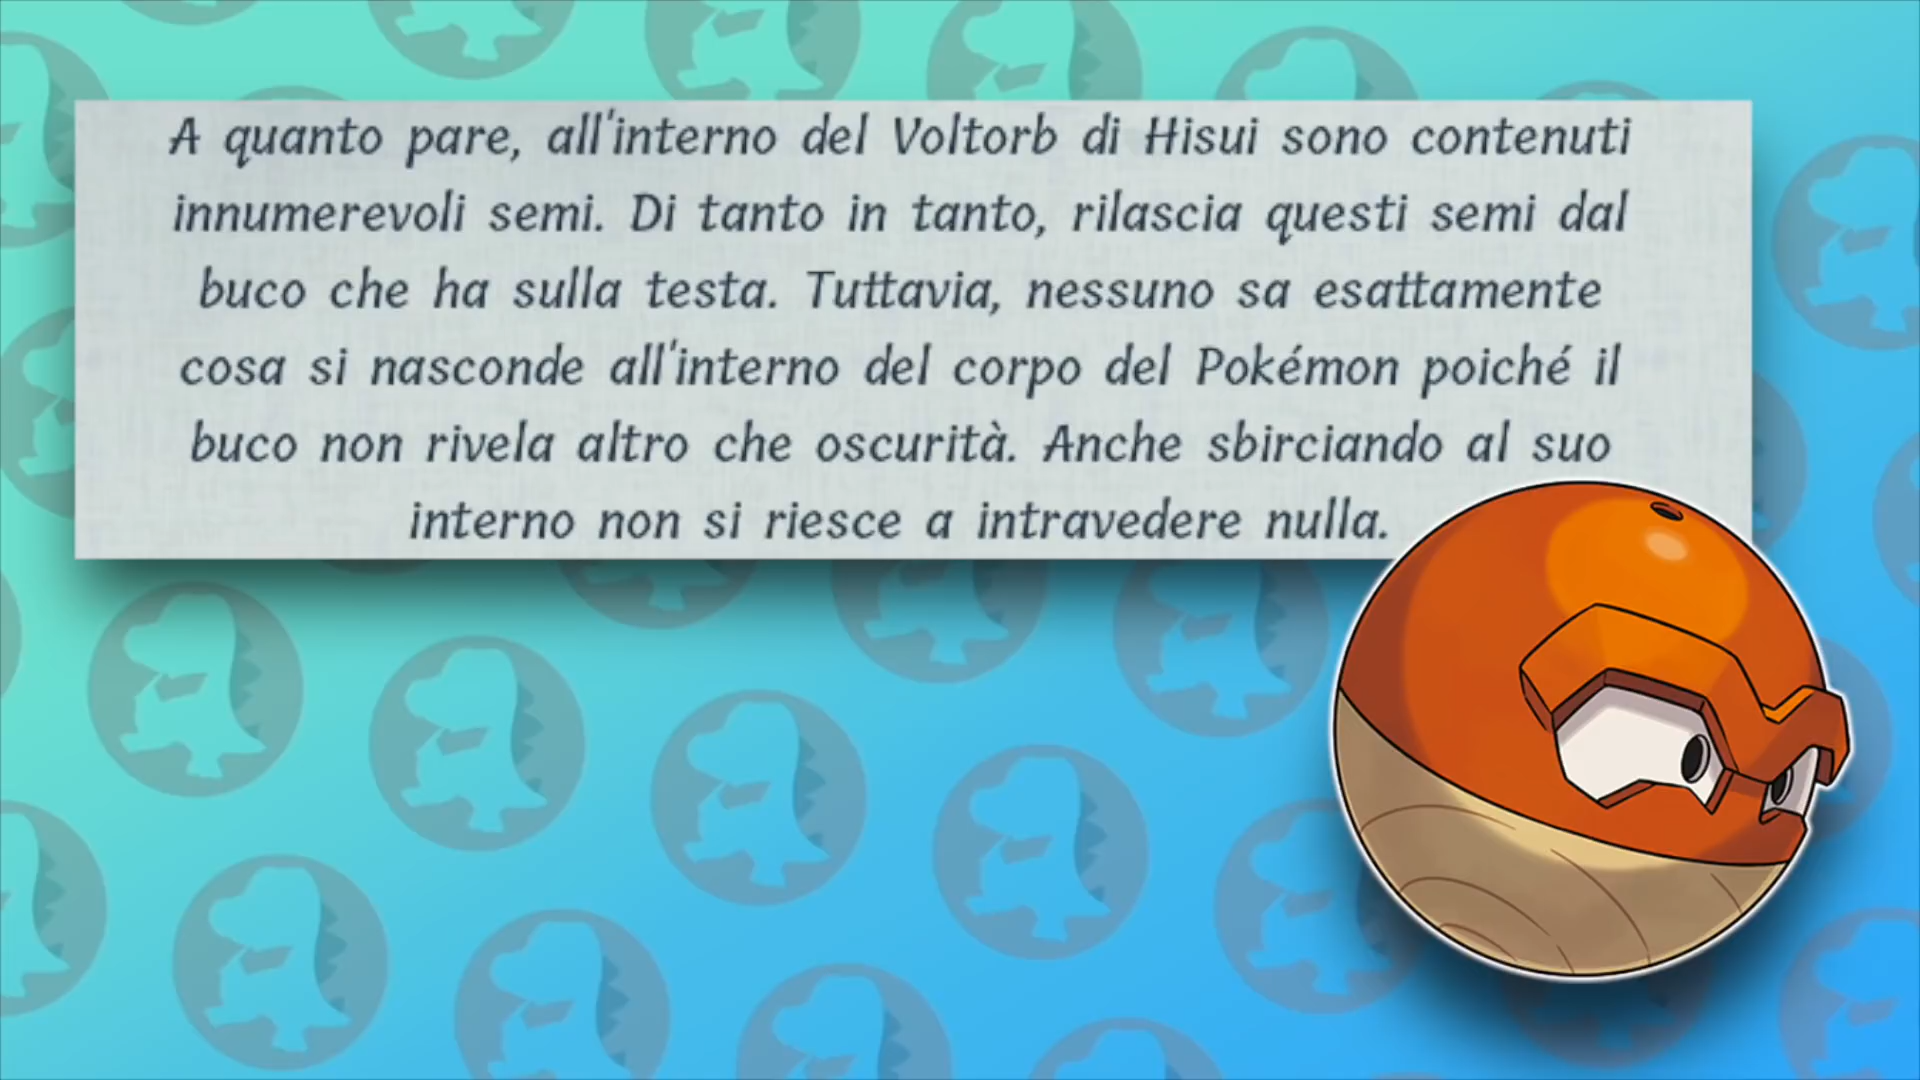 A quanto pare, all'interno del Voltorb di Hisui sono contenuti
innumerevoli semi. Di tanto in tanto, rilascia questi semi dal
buco che ha sulla testa. Tuttavia, nessuno sa esattamente
cosa si nasconde all'interno del corpo del Pokémon poiché il
buco non rivela altro che oscurità. Anche sbirciando al suo
interno non si riesce a intravedere nulla.